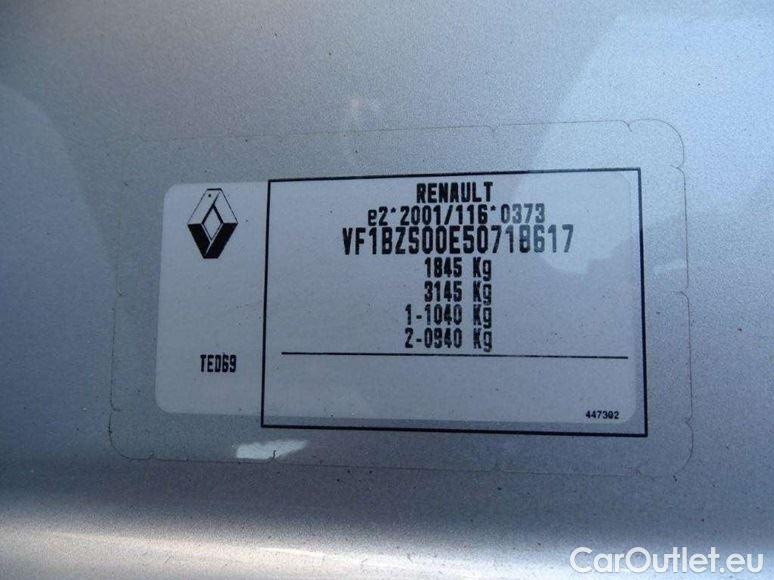 RENAULT
e2*2001/116*0373
VF1BZS00E50718617
1845 Kg
3145 Kg
1-1040 Kg
2-0940 Kg
TED69
447302
CarOutlet.eu